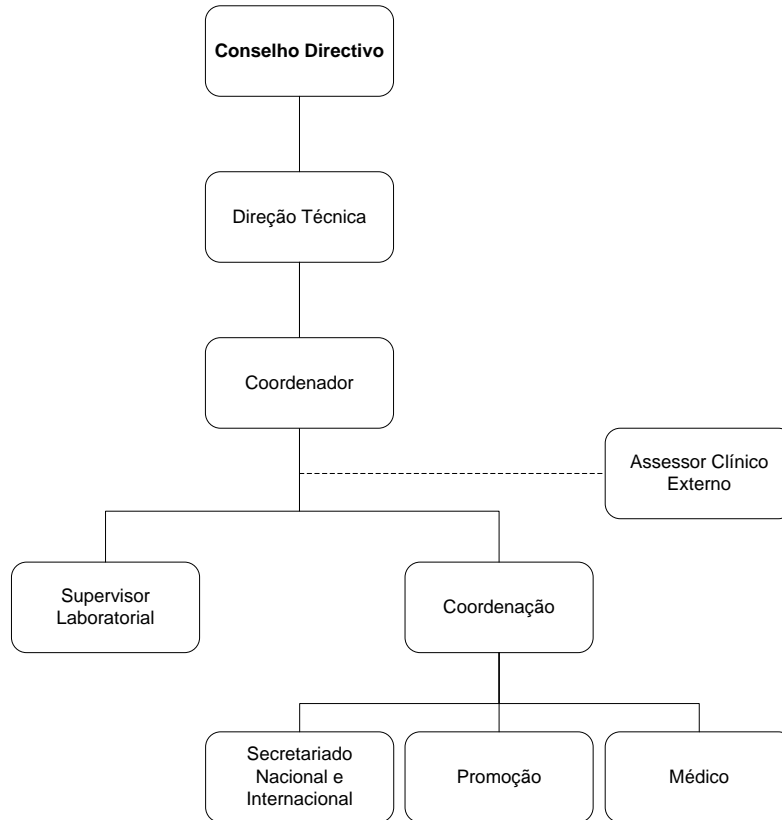 Conselho Directivo
Direção Técnica
Coordenador
Assessor Clínico
Externo
Supervisor
Laboratorial
Coordenação
Secretariado
Nacional e
Internacional
Promoção
Médico